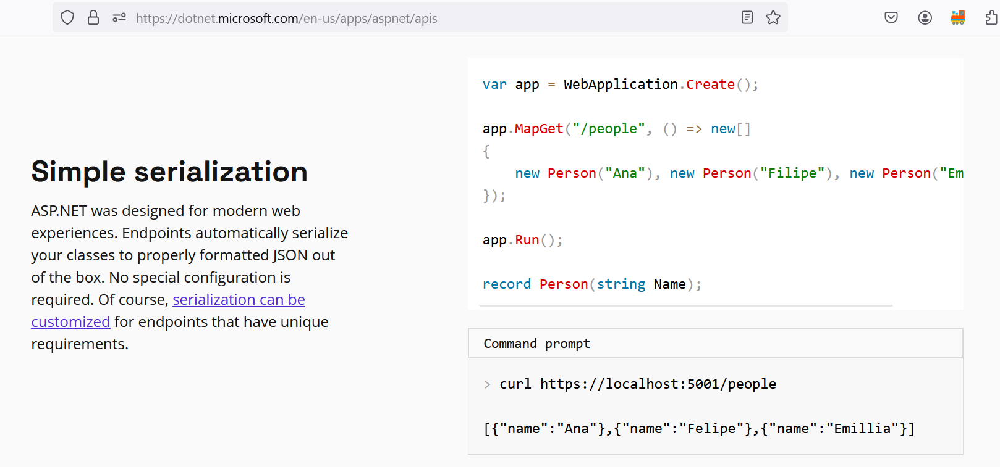 https://dotnet.microsoft.com/en-us/apps/aspnet/apis
Simple serialization
ASP.NET was designed for modern web
experiences. Endpoints automatically serialize
your classes to properly formatted JSON out
of the box. No special configuration is
required. Of course, serialization can be
customized for endpoints that have unique
requirements.
var app = WebApplication.Create();
app.MapGet("/people", () => new[]
{
    new Person("Ana"), new Person("Filipe"), new Person("Em
});
app.Run();
record Person(string Name);
Command prompt
> curl https://localhost:5001/people
[{"name":"Ana"},{"name":"Felipe"},{"name":"Emillia"}]